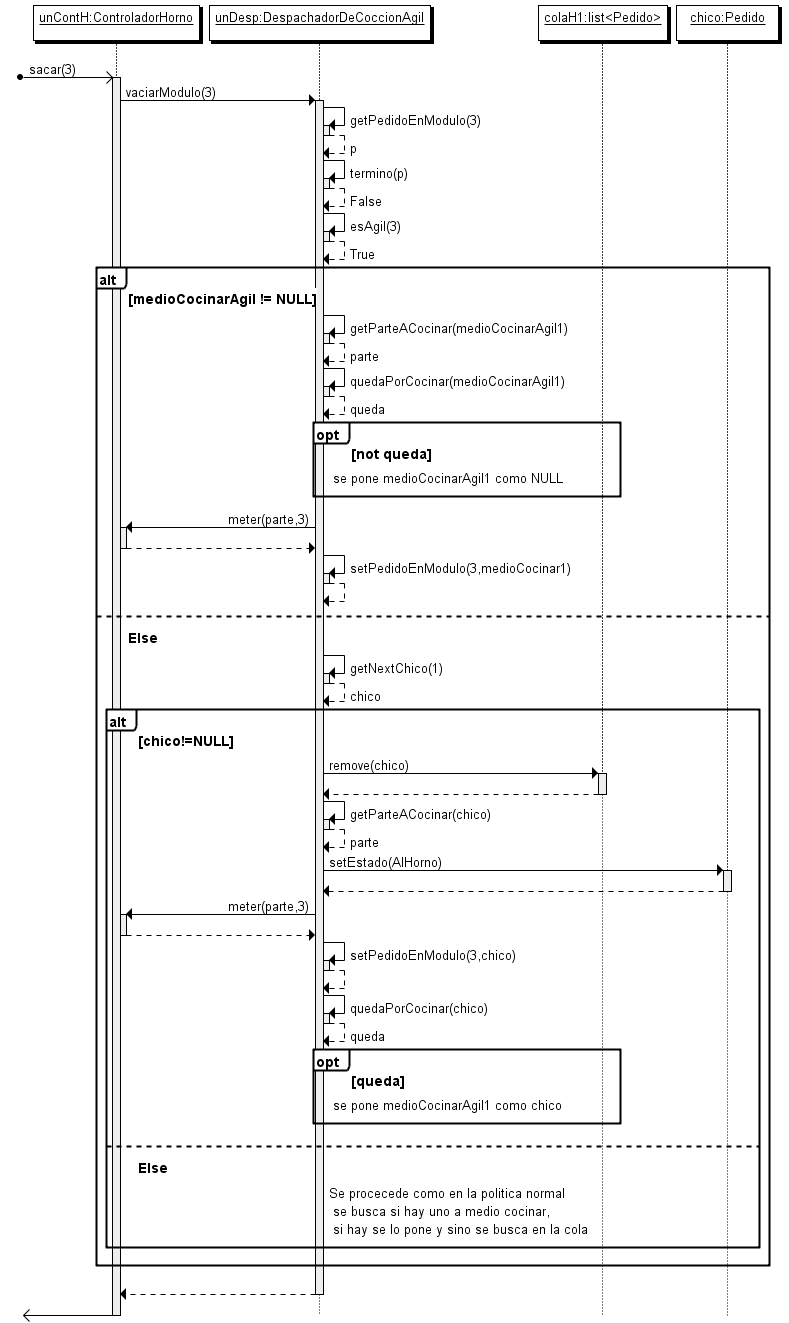 unContH:ControladorHorno
unDesp:DespachadorDeCoccionAgil
colaH1:list<Pedido>
chico:Pedido
sacar(3)
vaciarModulo(3)
getPedidoEnModulo(3)
p
termino(p)
False
esAgil(3)
True
alt
[medioCocinarAgil != NULL]
getParteACocinar(medioCocinarAgil1)
parte
quedaPorCocinar(medioCocinarAgil1)
queda
opt
[not queda]
se pone medioCocinarAgil1 como NULL
meter(parte,3)
setPedidoEnModulo(3,medioCocinar1)
Else
getNextChico(1)
chico
alt
[chico!=NULL]
remove(chico)
getParteACocinar(chico)
parte
setEstado(AlHorno)
meter(parte,3)
setPedidoEnModulo(3,chico)
quedaPorCocinar(chico)
queda
opt
[queda]
se pone medioCocinarAgil1 como chico
Else
Se procecede como en la politica normal
se busca si hay uno a medio cocinar,
si hay se lo pone y sino se busca en la cola